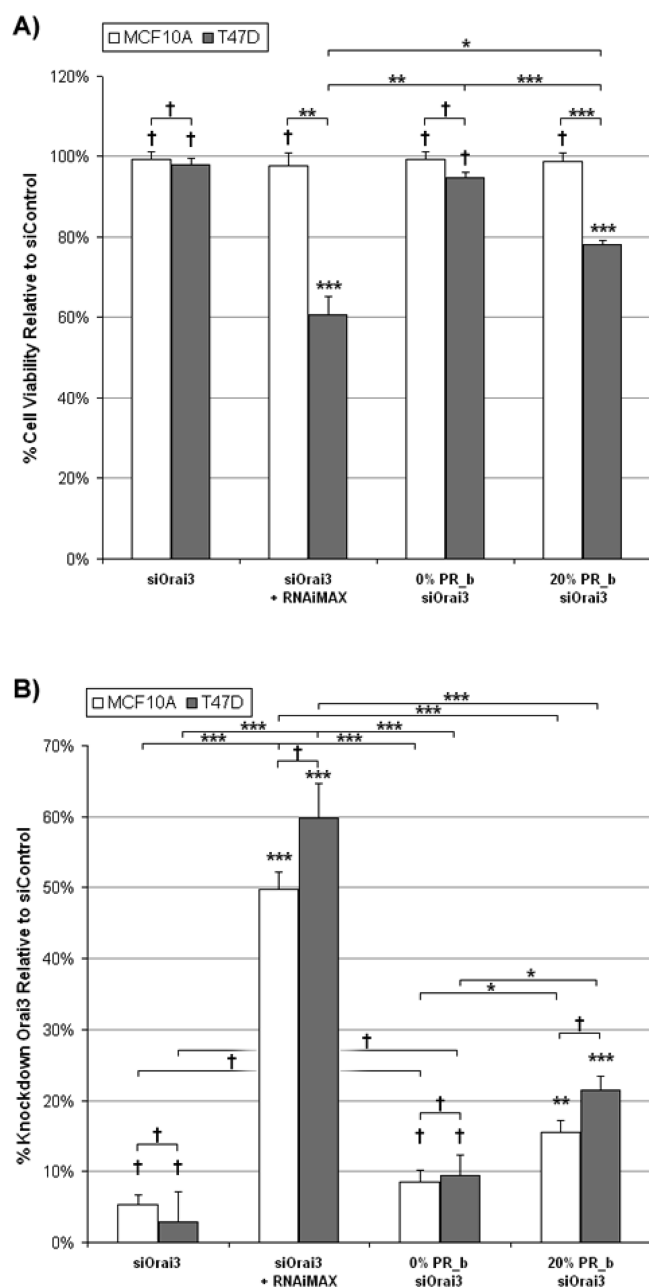 A)
MCF10A T47D
*
** ***
† ** † ***
† † † † † †
***
***
120%
100%
80%
60%
40%
20%
0%
% Cell Viability Relative to siControl
siOrai3 siOrai3 0% PR_b 20% PR_b
+ RNAiMAX siOrai3 siOrai3
B)
MCF10A T47D
***
***
*** ***
*** ***
†
***
***
*
*
†
†
†
***
**
† †
† † † †
70%
60%
50%
40%
30%
20%
10%
0%
% Knockdown Orai3 Relative to siControl
siOrai3 siOrai3 0% PR_b 20% PR_b
+ RNAiMAX siOrai3 siOrai3